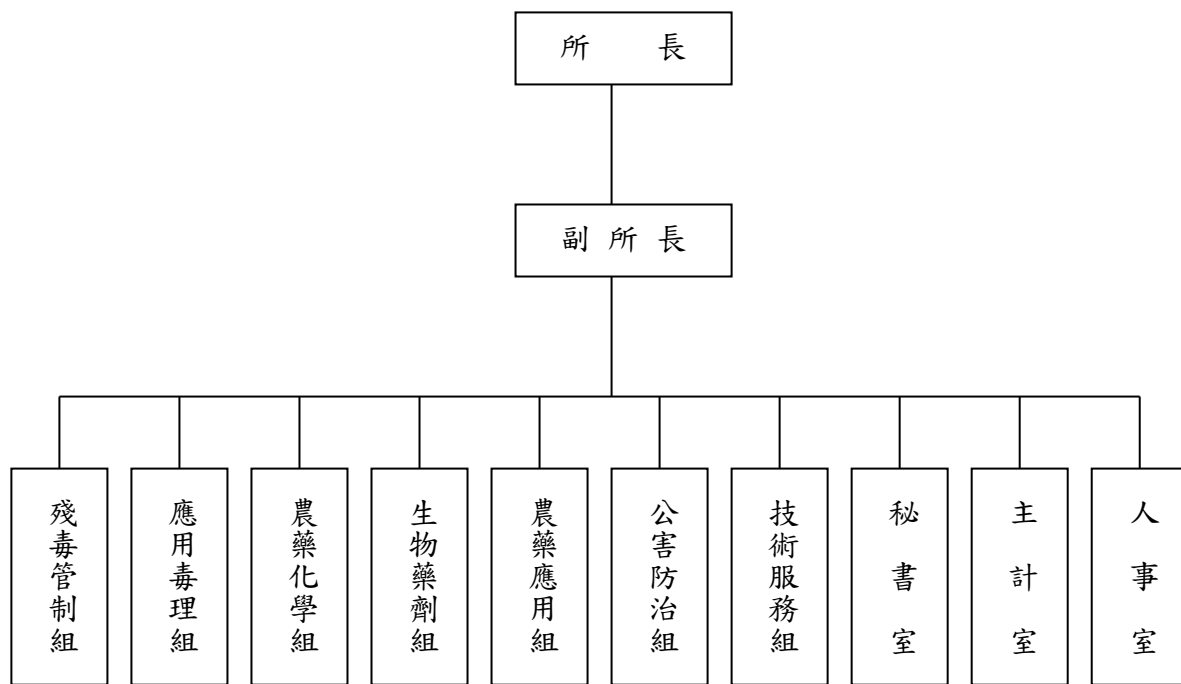 所長
副所長
殘毒管制組
應用毒理組
農藥化學組
生物藥劑組
農藥應用組
公害防治組
技術服務組
秘書室
主計室
人事室